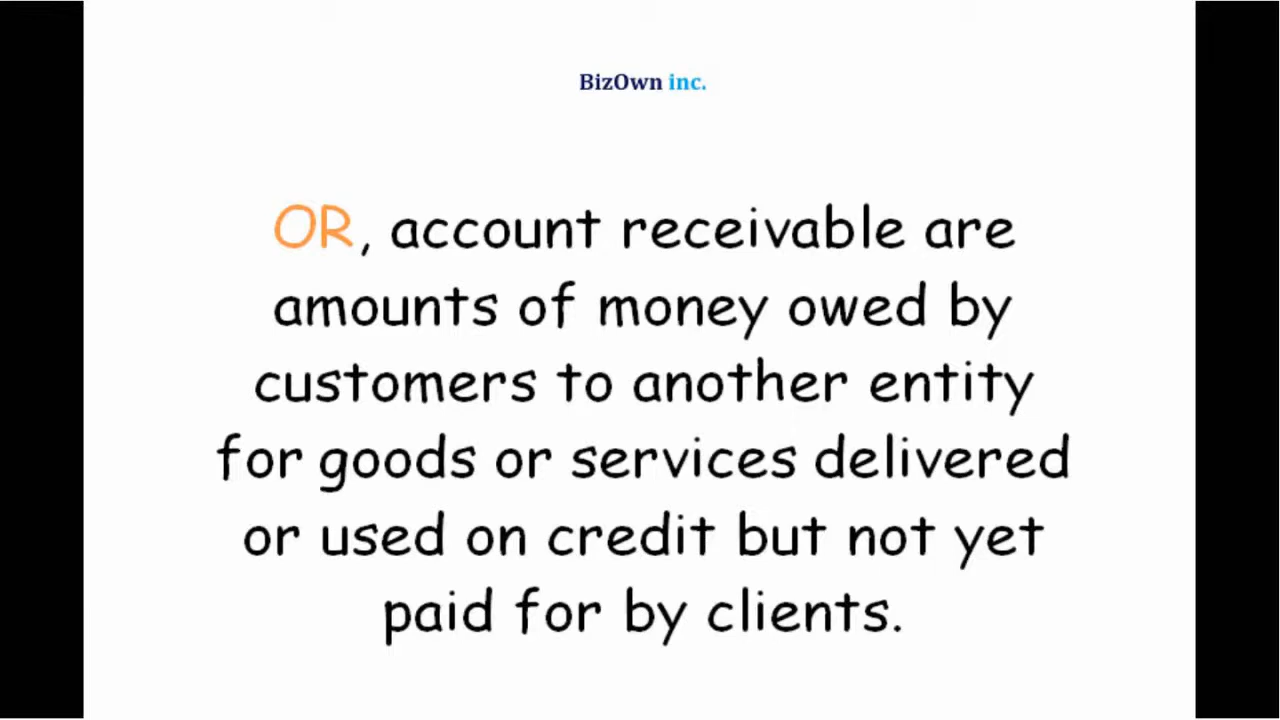 BizOwn inc.
OR, account receivable are
amounts of money owed by
customers to another entity
for goods or services delivered
or used on credit but not yet
paid for by clients.